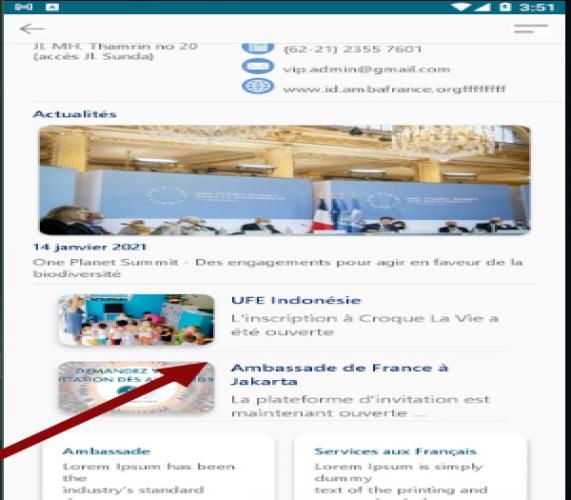 3:51
Jl. MH. Thamrin no 20
(accès Jl. Sunda)
(62-21) 2355 7601
vip.admin@gmail.com
www.id.ambafrance.orgffffffff
Actualités
ONE PLANET SUMMIT
14 janvier 2021
One Planet Summit - Des engagements pour agir en faveur de la
biodiversité
UFE Indonésie
L'inscription à Croque La Vie a
été ouverte
DEMANDEZ
Ambassade de France à
Jakarta
La plateforme d'invitation est
maintenant ouverte ...
Ambassade
Lorem Ipsum has been
the
industry's standard
Services aux Français
Lorem Ipsum is simply
dummy
text of the printing and